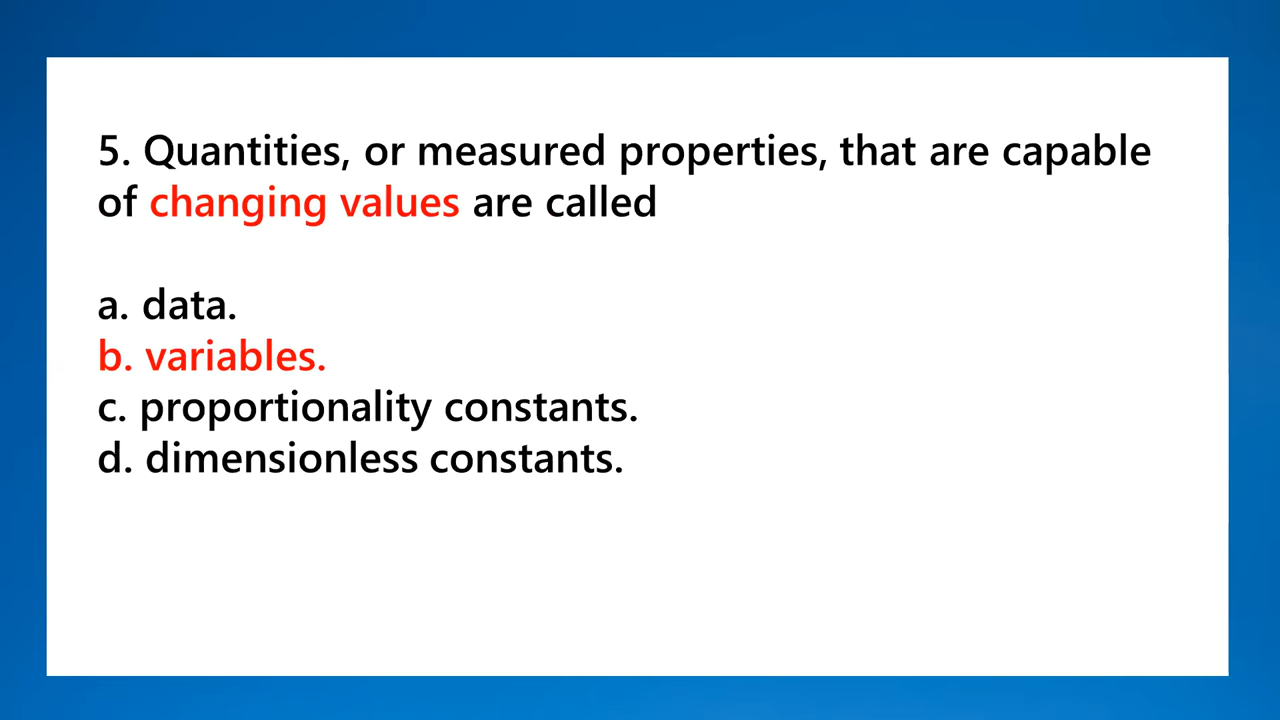 5. Quantities, or measured properties, that are capable
of changing values are called
a. data.
b. variables.
c. proportionality constants.
d. dimensionless constants.